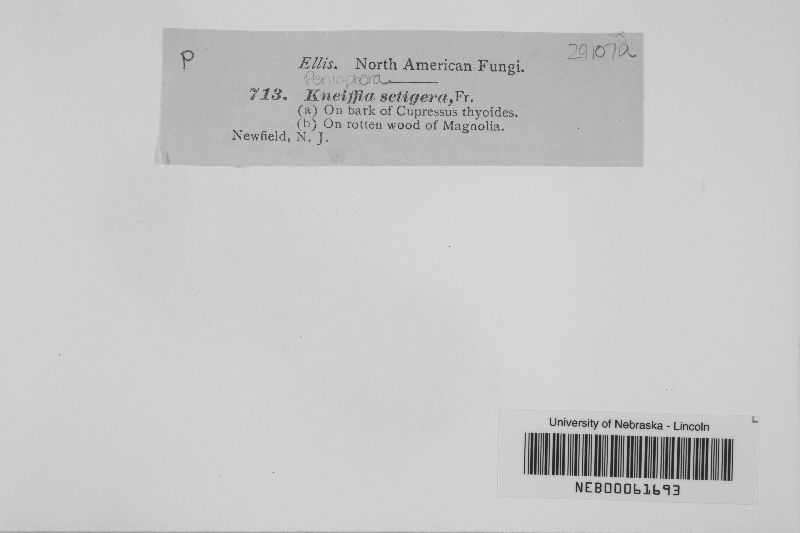 P
291072
Ellis. North American Fungi.
Peniophora
713. Kneiffia setigera, Fr.
(a) On bark of Cupressus thyoides.
(b) On rotten wood of Magnolia.
Newfield, N. J.
University of Nebraska - Lincoln
NEB00061693